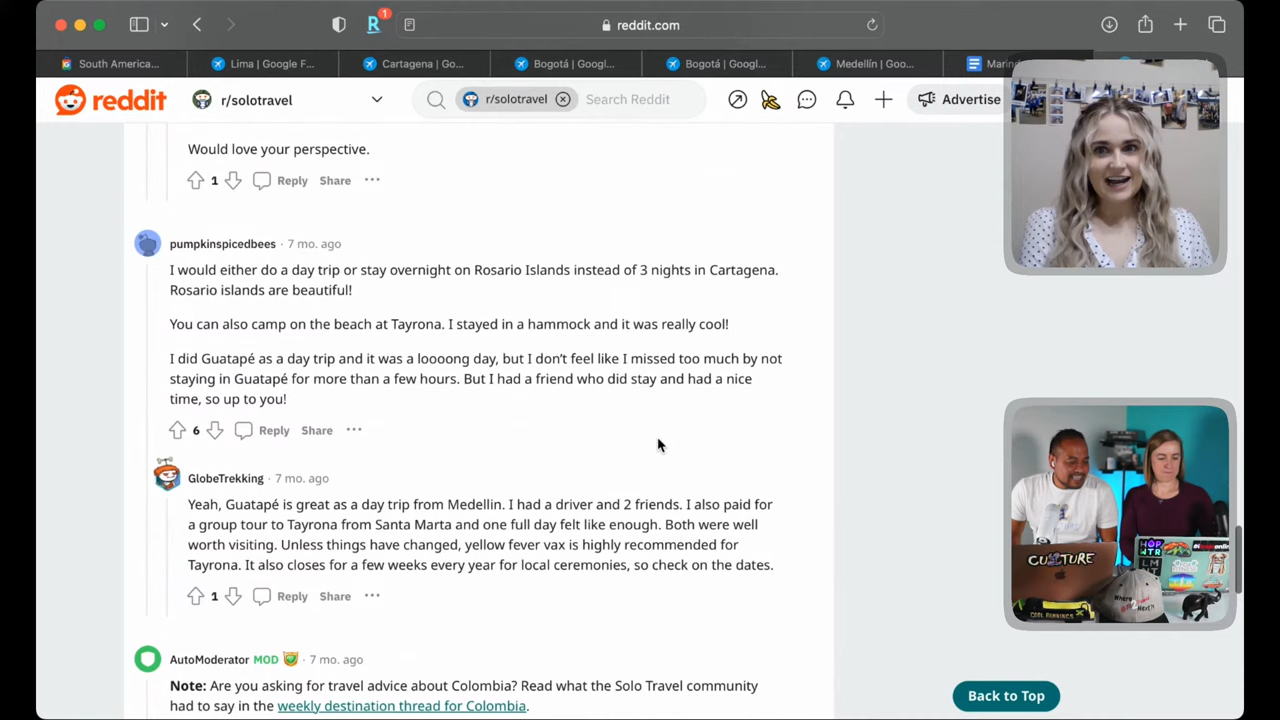 1
reddit.com
South America...
Lima | Google F...
Cartagena | Go...
Bogotá | Googl...
Bogotá | Googl...
Medellín | Goo...
reddit
r/solotravel
r/solotravel
Search Reddit
Advertise
Would love your perspective.
1 Reply Share
pumpkinspicedbees · 7 mo. ago
I would either do a day trip or stay overnight on Rosario Islands instead of 3 nights in Cartagena.
Rosario islands are beautiful!
You can also camp on the beach at Tayrona. I stayed in a hammock and it was really cool!
I did Guatapé as a day trip and it was a loooong day, but I don't feel like I missed too much by not
staying in Guatapé for more than a few hours. But I had a friend who did stay and had a nice
time, so up to you!
6 Reply Share
GlobeTrekking · 7 mo. ago
Yeah, Guatapé is great as a day trip from Medellin. I had a driver and 2 friends. I also paid for
a group tour to Tayrona from Santa Marta and one full day felt like enough. Both were well
worth visiting. Unless things have changed, yellow fever vax is highly recommended for
Tayrona. It also closes for a few weeks every year for local ceremonies, so check on the dates.
1 Reply Share
AutoModerator MOD · 7 mo. ago
Note: Are you asking for travel advice about Colombia? Read what the Solo Travel community
had to say in the weekly destination thread for Colombia.
Back to Top
CULTURE
COOL RUNNINGS